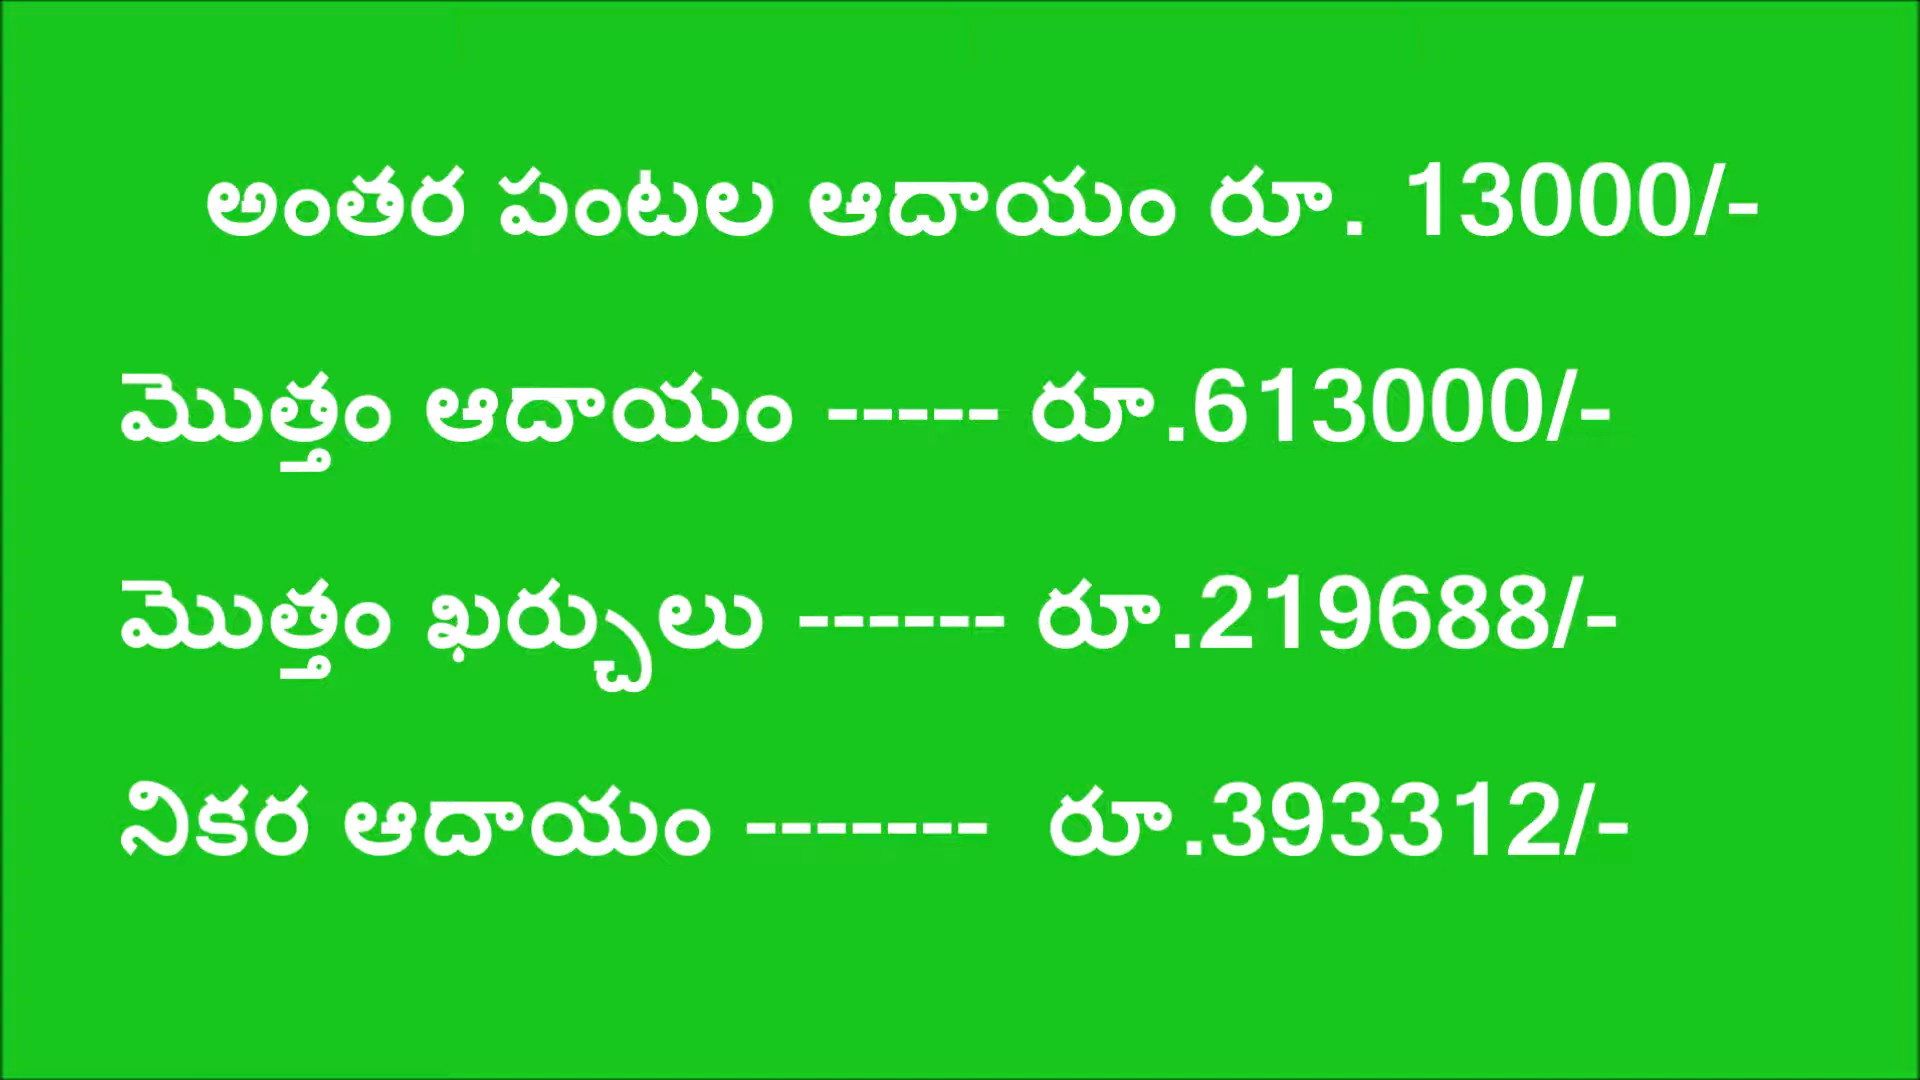 అంతర పంటల ఆదాయం రూ. 13000/-
మొత్తం ఆదాయం ----- రూ.613000/-
మొత్తం ఖర్చులు ------ రూ.219688/-
నికర ఆదాయం ------- రూ.393312/-